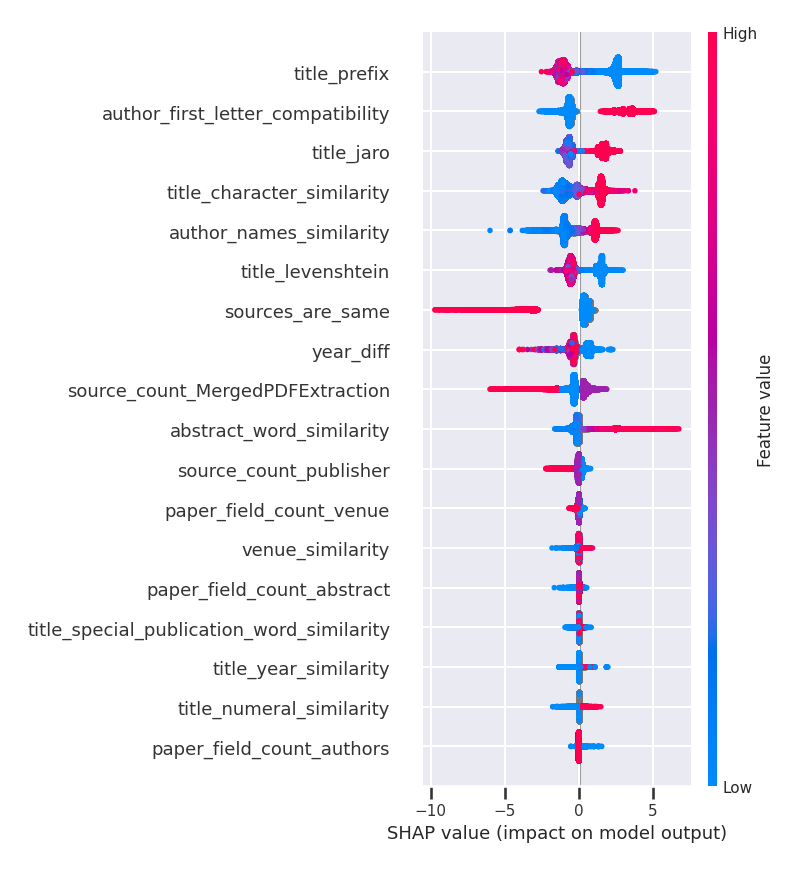 High
title_prefix
author_first_letter_compatibility
title_jaro
title_character_similarity
author_names_similarity
title_levenshtein
sources_are_same
year_diff
source_count_MergedPDFExtraction
abstract_word_similarity
source_count_publisher
paper_field_count_venue
venue_similarity
paper_field_count_abstract
title_special_publication_word_similarity
title_year_similarity
title_numeral_similarity
paper_field_count_authors
Feature value
Low
−10 −5 0 5
SHAP value (impact on model output)